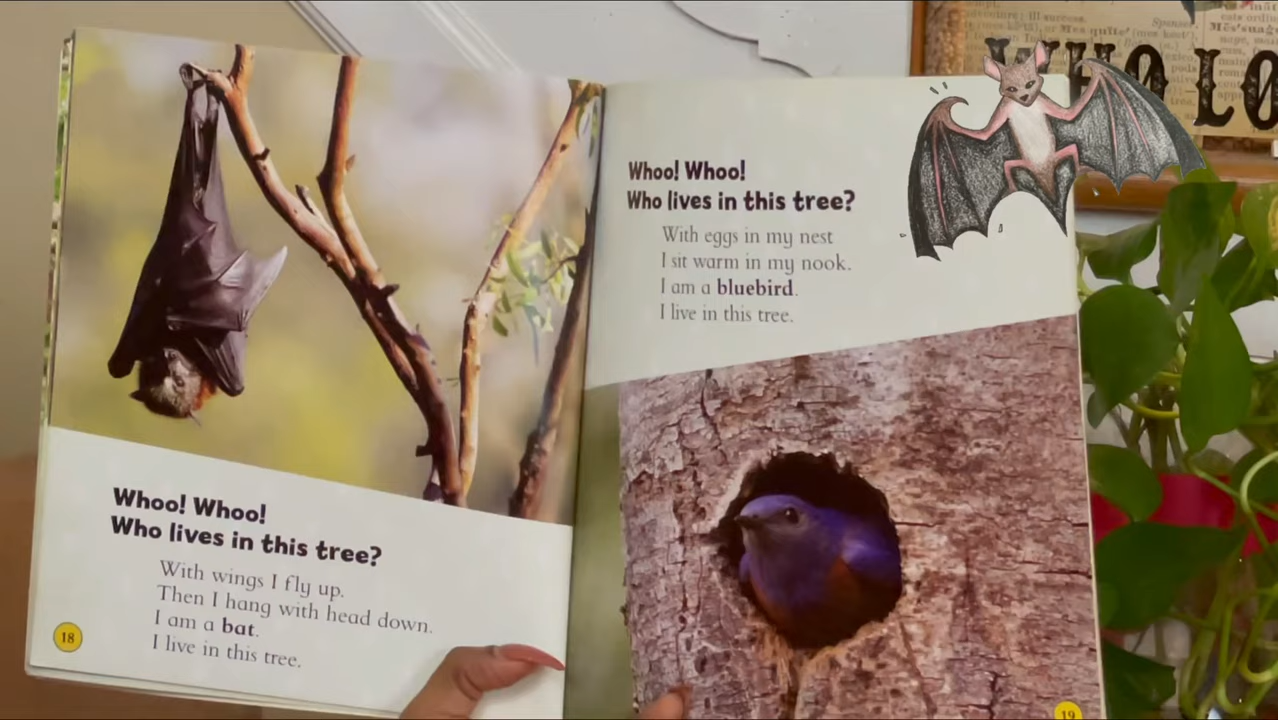 Whoo! Whoo!
Who lives in this tree?
With wings I fly up.
Then I hang with head down.
I am a bat.
I live in this tree.
18
Whoo! Whoo!
Who lives in this tree?
With eggs in my nest
I sit warm in my nook.
I am a bluebird.
I live in this tree.
19
WHO LO